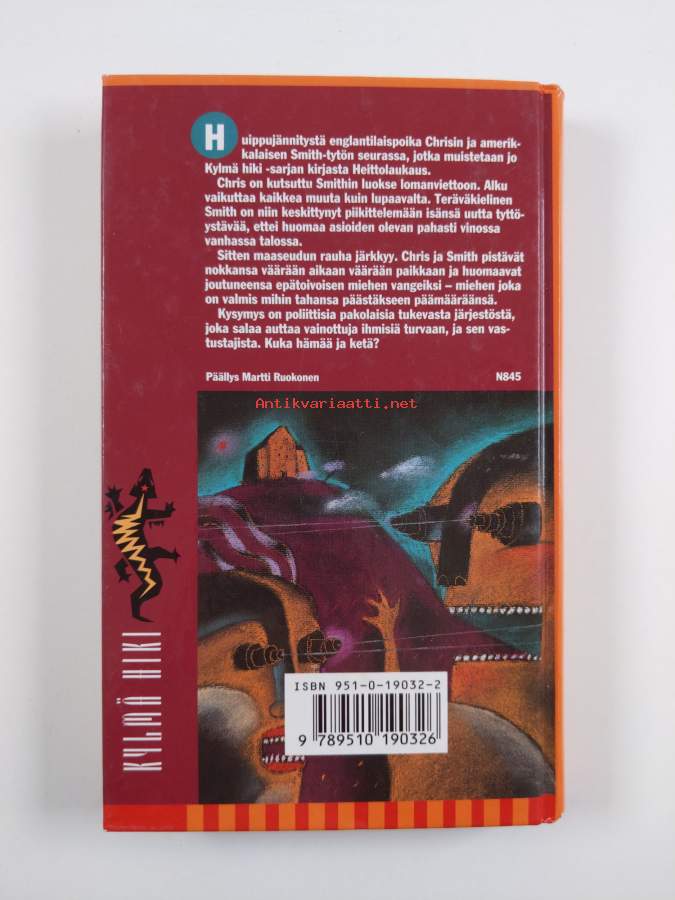 Huippujännitystä englantilaispoika Chrisin ja amerik-
kalaisen Smith-tytön seurassa, jotka muistetaan jo
Kylmä hiki -sarjan kirjasta Heittolaukaus.
Chris on kutsuttu Smithin luokse lomanviettoon. Alku
vaikuttaa kaikkea muuta kuin lupaavalta. Teräväkielinen
Smith on niin keskittynyt piikittelemään isänsä uutta tyttö-
ystävää, ettei huomaa asioiden olevan pahasti vinossa
vanhassa talossa.
Sitten maaseudun rauha järkkyy. Chris ja Smith pistävät
nokkansa väärään aikaan väärään paikkaan ja huomaavat
joutuneensa epätoivoisen miehen vangeiksi – miehen joka
on valmis mihin tahansa päästäkseen päämääräänsä.
Kysymys on poliittisia pakolaisia tukevasta järjestöstä,
joka salaa auttaa vainottuja ihmisiä turvaan, ja sen vas-
tustajista. Kuka hämää ja ketä?
Päällys Martti Ruokonen N845
Antikvariaatti.net
KYLMÄ HIKI
ISBN 951-0-19032-2
9 789510 190326